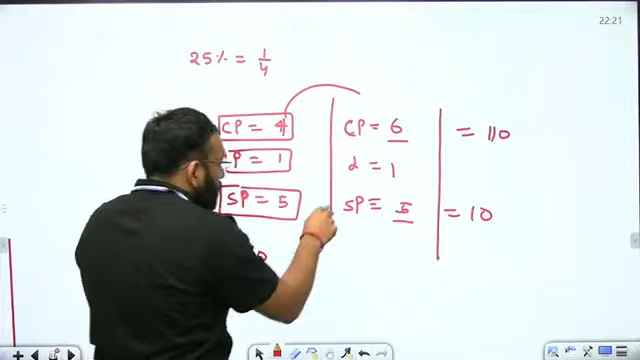 22:21
25% = 1/4
CP = 4
CP = 6
= 110
P = 1
d = 1
SP = 5
SP = 5
= 10